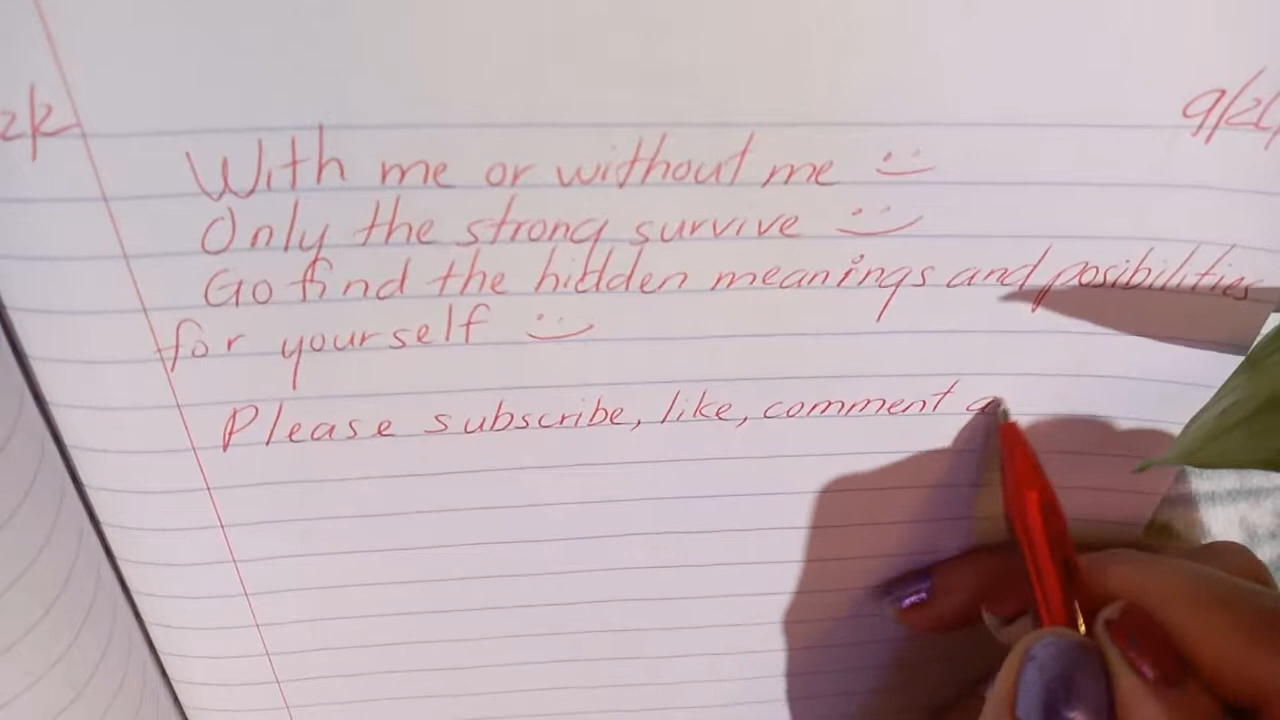 With me or without me :)
Only the strong survive :)
Go find the hidden meanings and posibilities
for yourself :)
Please subscribe, like, comment a